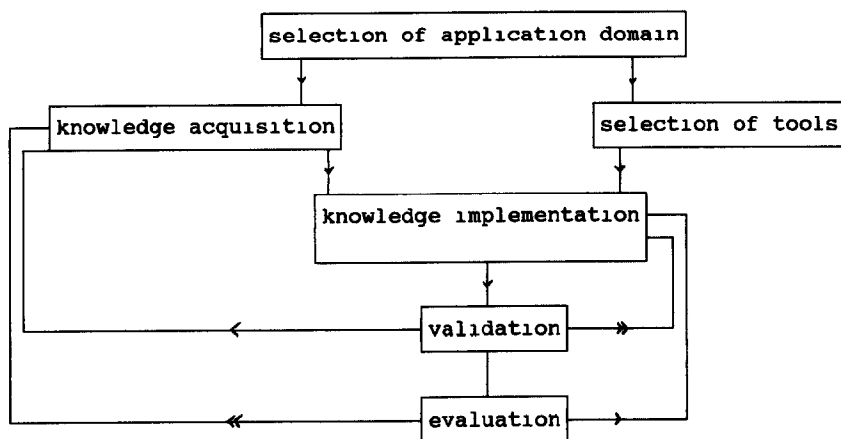 selection of application domain
knowledge acquisition
selection of tools
knowledge implementation
validation
evaluation